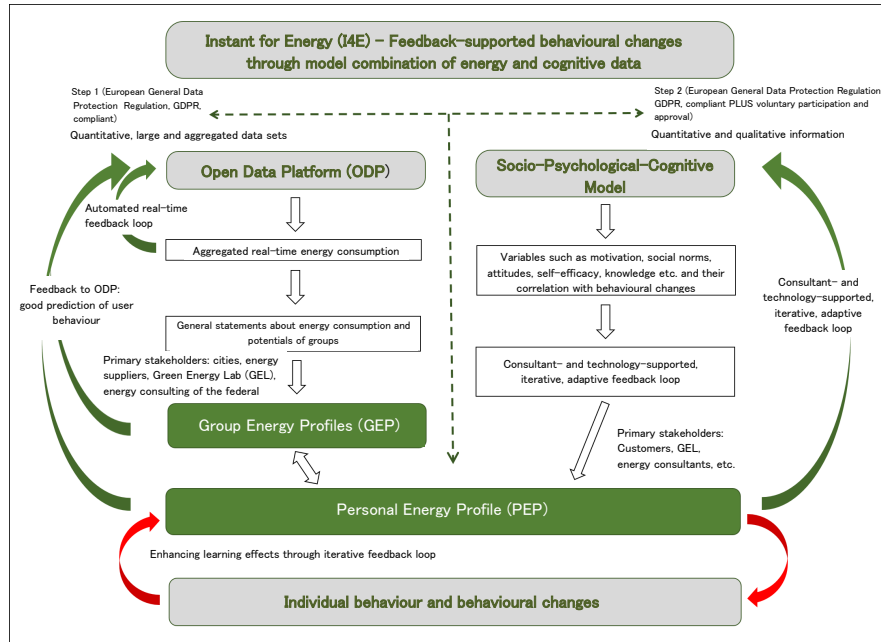 Instant for Energy (I4E) – Feedback-supported behavioural changes
through model combination of energy and cognitive data
Step 1 (European General Data
Protection Regulation, GDPR,
compliant)
Quantitative, large and aggregated data sets
Step 2 (European General Data Protection Regulation
GDPR, compliant PLUS voluntary participation and
approval)
Quantitative and qualitative information
Open Data Platform (ODP)
Socio-Psychological-Cognitive
Model
Automated real-time
feedback loop
Aggregated real-time energy consumption
Variables such as motivation, social norms,
attitudes, self-efficacy, knowledge etc. and their
correlation with behavioural changes
Feedback to ODP:
good prediction of user
behaviour
Consultant- and
technology-supported,
iterative, adaptive
feedback loop
General statements about energy consumption and
potentials of groups
Primary stakeholders: cities, energy
suppliers, Green Energy Lab (GEL),
energy consulting of the federal
Consultant- and technology-supported,
iterative, adaptive feedback loop
Group Energy Profiles (GEP)
Primary stakeholders:
Customers, GEL,
energy consultants, etc.
Personal Energy Profile (PEP)
Enhancing learning effects through iterative feedback loop
Individual behaviour and behavioural changes